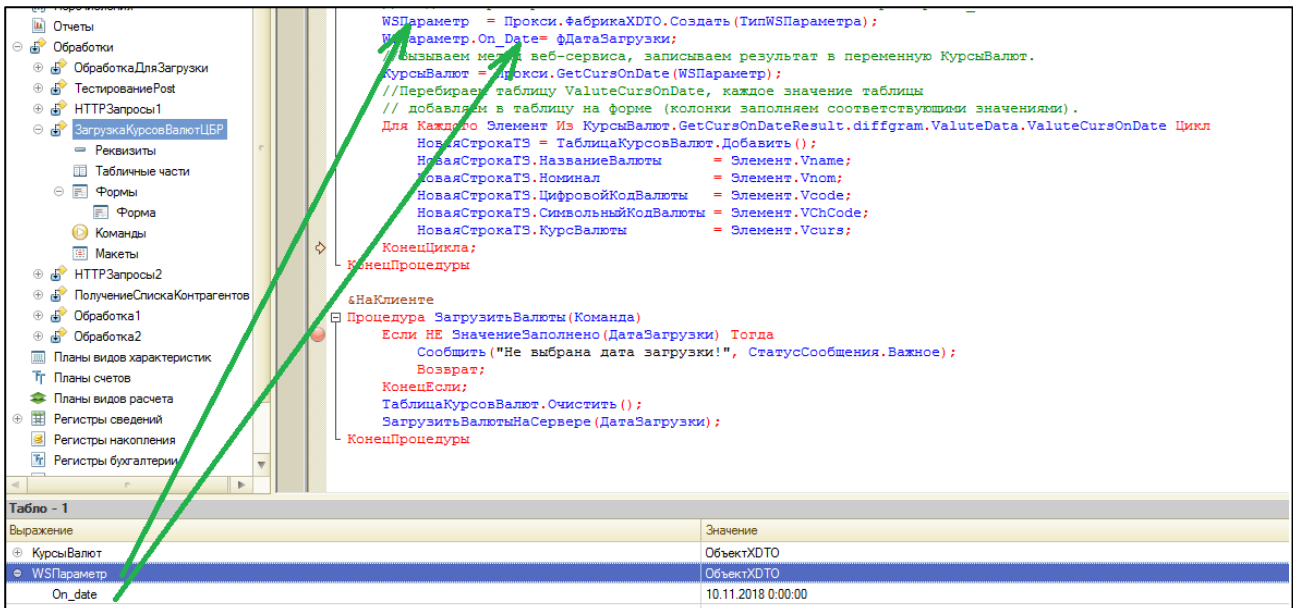 Отчеты
Обработки
ОбработкаДляЗагрузки
ТестированиеPost
HTTPЗапросы1
ЗагрузкаКурсовВалютЦБР
Реквизиты
Табличные части
Формы
Форма
Команды
Макеты
HTTPЗапросы2
ПолучениеСпискаКонтрагентов
Обработка1
Обработка2
Планы видов характеристик
Планы счетов
Планы видов расчета
Регистры сведений
Регистры накопления
Регистры бухгалтерии
WSПараметр = Прокси.ФабрикаXDTO.Создать(ТипWSПараметра);
WSПараметр.On_Date= фДатаЗагрузки;
//Вызываем метод веб-сервиса, записываем результат в переменную КурсыВалют.
КурсыВалют = Прокси.GetCursOnDate(WSПараметр);
//Перебираем таблицу ValuteCursOnDate, каждое значение таблицы
// добавляем в таблицу на форме (колонки заполняем соответствующими значениями).
Для Каждого Элемент Из КурсыВалют.GetCursOnDateResult.diffgram.ValuteData.ValuteCursOnDate Цикл
НоваяСтрокаТЗ = ТаблицаКурсовВалют.Добавить();
НоваяСтрокаТЗ.НазваниеВалюты = Элемент.Vname;
НоваяСтрокаТЗ.Номинал = Элемент.Vnom;
НоваяСтрокаТЗ.ЦифровойКодВалюты = Элемент.Vcode;
НоваяСтрокаТЗ.СимвольныйКодВалюты = Элемент.VChCode;
НоваяСтрокаТЗ.КурсВалюты = Элемент.Vcurs;
КонецЦикла;
КонецПроцедуры
&НаКлиенте
Процедура ЗагрузитьВалюты(Команда)
Если НЕ ЗначениеЗаполнено(ДатаЗагрузки) Тогда
Сообщить("Не выбрана дата загрузки!", СтатусСообщения.Важное);
Возврат;
КонецЕсли;
ТаблицаКурсовВалют.Очистить();
ЗагрузитьВалютыНаСервере(ДатаЗагрузки);
КонецПроцедуры
Табло - 1
Выражение Значение
КурсыВалют ОбъектXDTO
WSПараметр ОбъектXDTO
On_date 10.11.2018 0:00:00